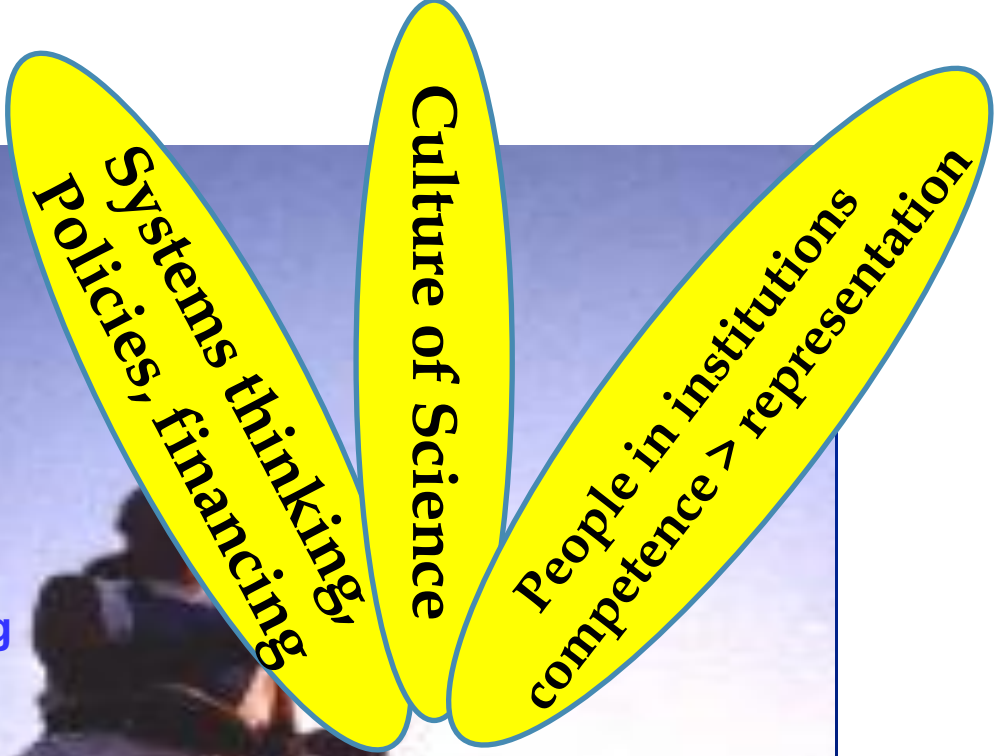 Systems thinking,
Policies, financing
Culture of Science
People in institutions
competence > representation
g